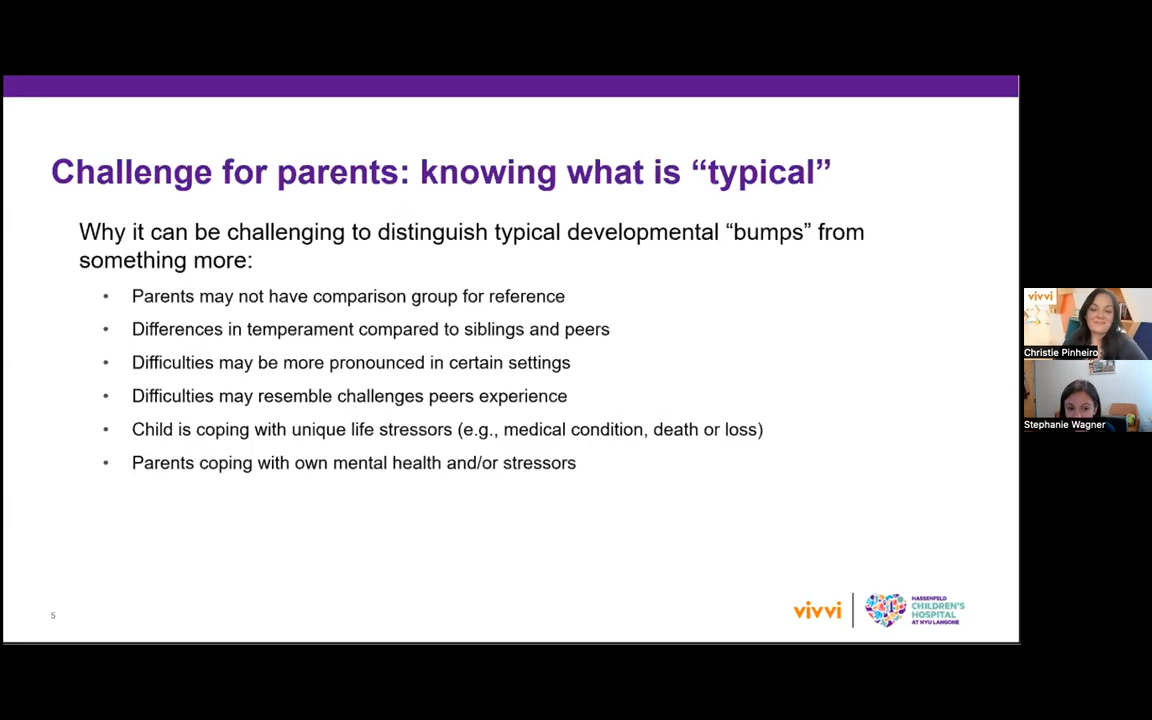 Challenge for parents: knowing what is “typical”
Why it can be challenging to distinguish typical developmental “bumps” from
something more:
• Parents may not have comparison group for reference
• Differences in temperament compared to siblings and peers
• Difficulties may be more pronounced in certain settings
• Difficulties may resemble challenges peers experience
• Child is coping with unique life stressors (e.g., medical condition, death or loss)
• Parents coping with own mental health and/or stressors
5
vivvi
HASSENFELD
CHILDREN'S
HOSPITAL
AT NYU LANGONE
vivvi
Christie Pinheiro
Stephanie Wagner